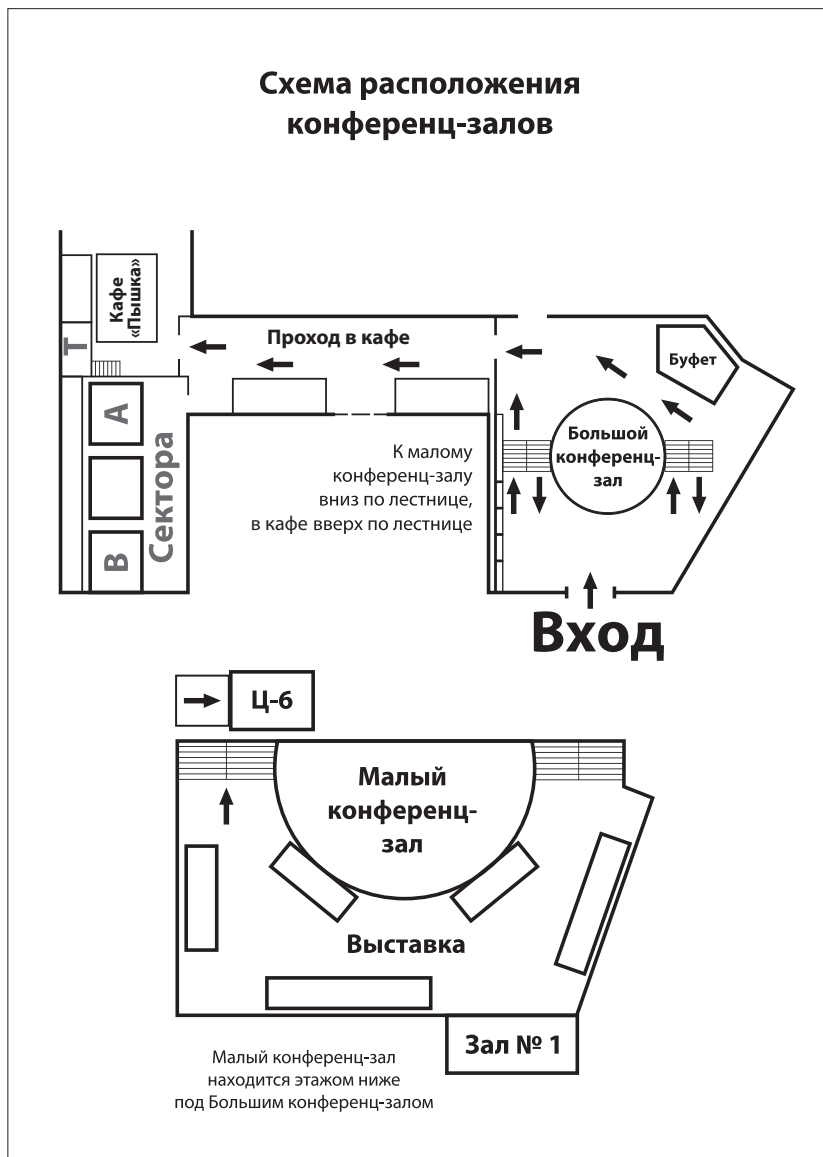 Схема расположения
конференц-залов
Кафе
«Пышка»
Т
Проход в кафе
Буфет
А
Сектора
В
Большой
конференц-
зал
К малому
конференц-залу
вниз по лестнице,
в кафе вверх по лестнице
Вход
Ц-6
Малый
конференц-
зал
Выставка
Зал № 1
Малый конференц-зал
находится этажом ниже
под Большим конференц-залом